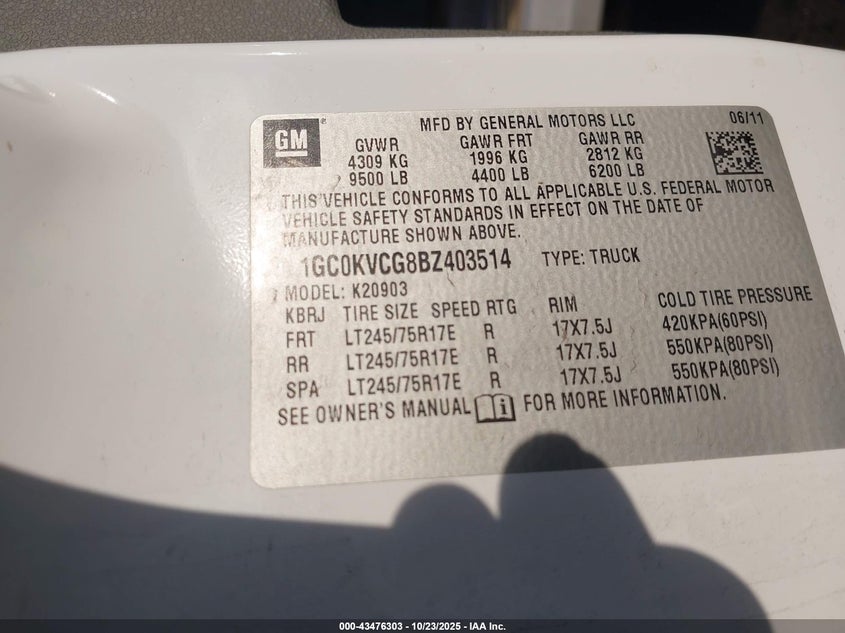 GM
MFD BY GENERAL MOTORS LLC 06/11
GVWR GAWR FRT GAWR RR
4309 KG 1996 KG 2812 KG
9500 LB 4400 LB 6200 LB
THIS VEHICLE CONFORMS TO ALL APPLICABLE U.S. FEDERAL MOTOR
VEHICLE SAFETY STANDARDS IN EFFECT ON THE DATE OF
MANUFACTURE SHOWN ABOVE.
1GC0KVCG8BZ403514 TYPE: TRUCK
MODEL: K20903
KBRJ TIRE SIZE SPEED RTG RIM COLD TIRE PRESSURE
FRT LT245/75R17E R 17X7.5J 420KPA(60PSI)
RR LT245/75R17E R 17X7.5J 550KPA(80PSI)
SPA LT245/75R17E R 17X7.5J 550KPA(80PSI)
SEE OWNER'S MANUAL i FOR MORE INFORMATION.
000-43476303 - 10/23/2025 - IAA Inc.